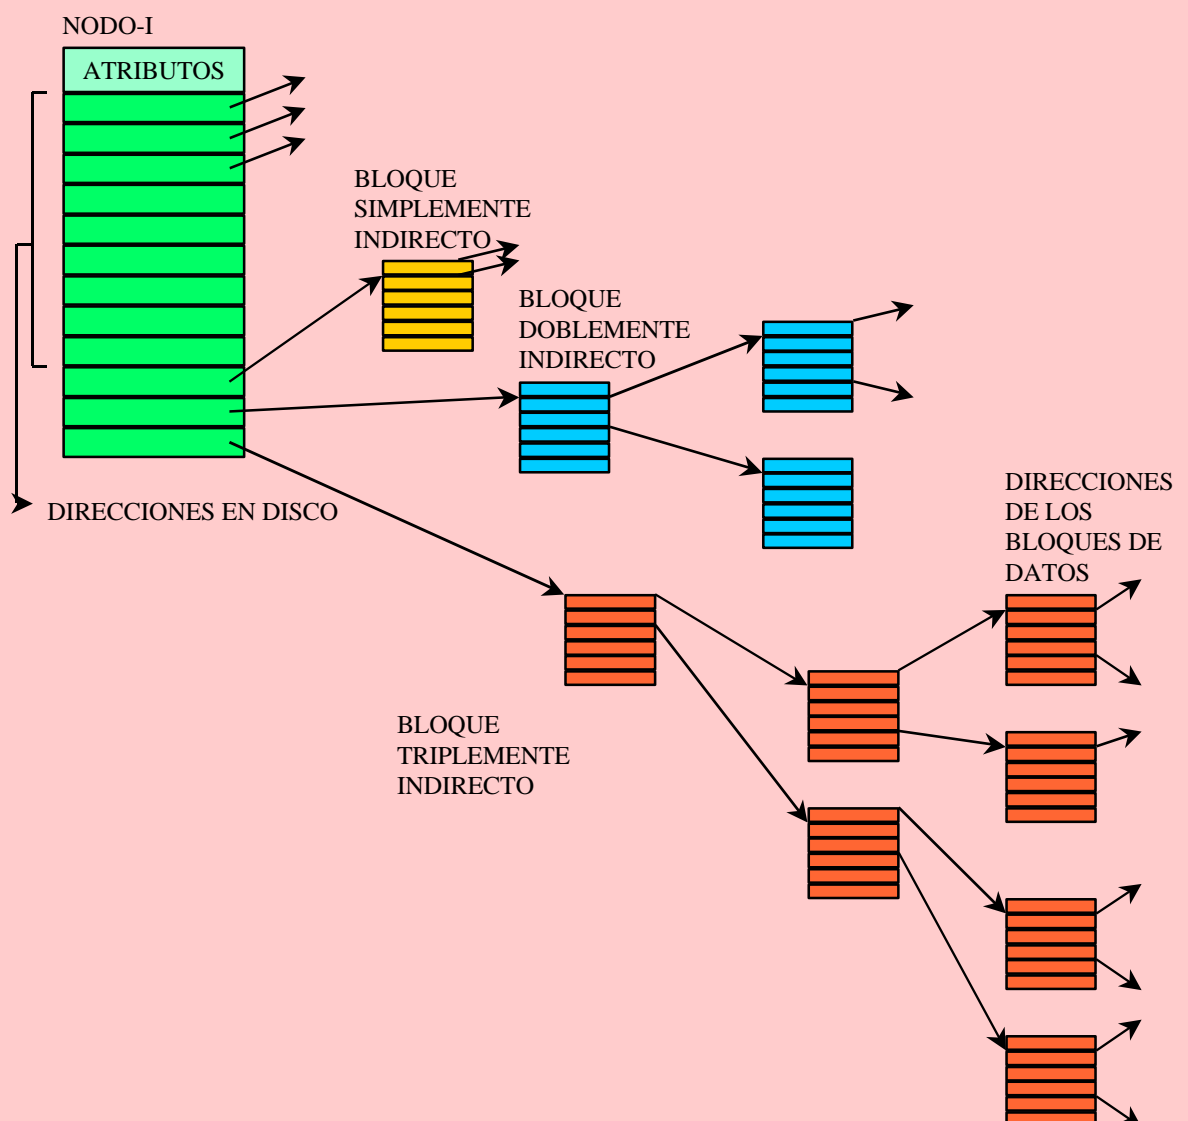 NODO-I
ATRIBUTOS
BLOQUE
SIMPLEMENTE
INDIRECTO
BLOQUE
DOBLEMENTE
INDIRECTO
DIRECCIONES EN DISCO
DIRECCIONES
DE LOS
BLOQUES DE
DATOS
BLOQUE
TRIPLEMENTE
INDIRECTO